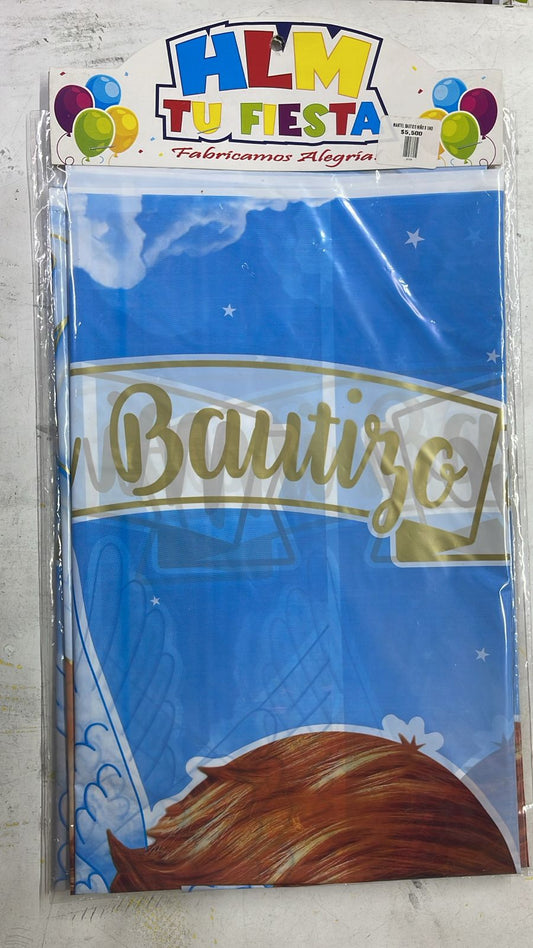 HLM
TU FIESTA
Fabricamos Alegría!
$5,500
Bautizo